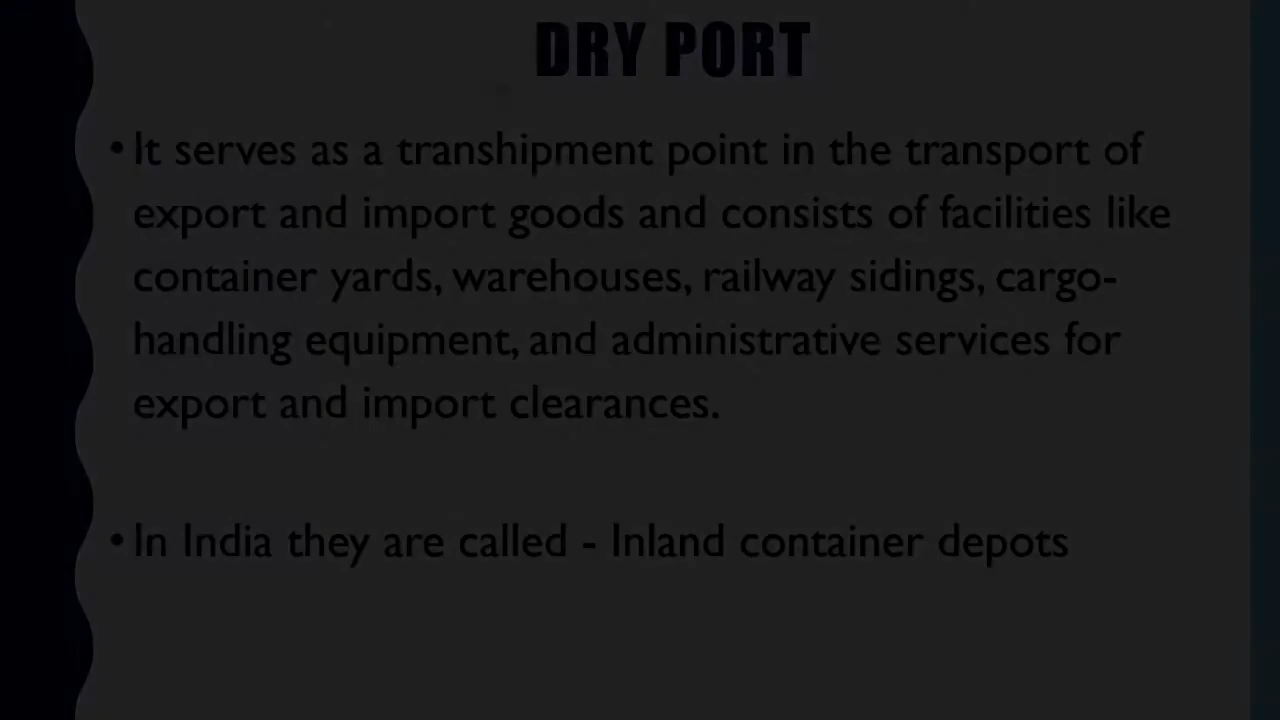 DRY PORT
• It serves as a transhipment point in the transport of
export and import goods and consists of facilities like
container yards, warehouses, railway sidings, cargo-
handling equipment, and administrative services for
export and import clearances.
• In India they are called - Inland container depots